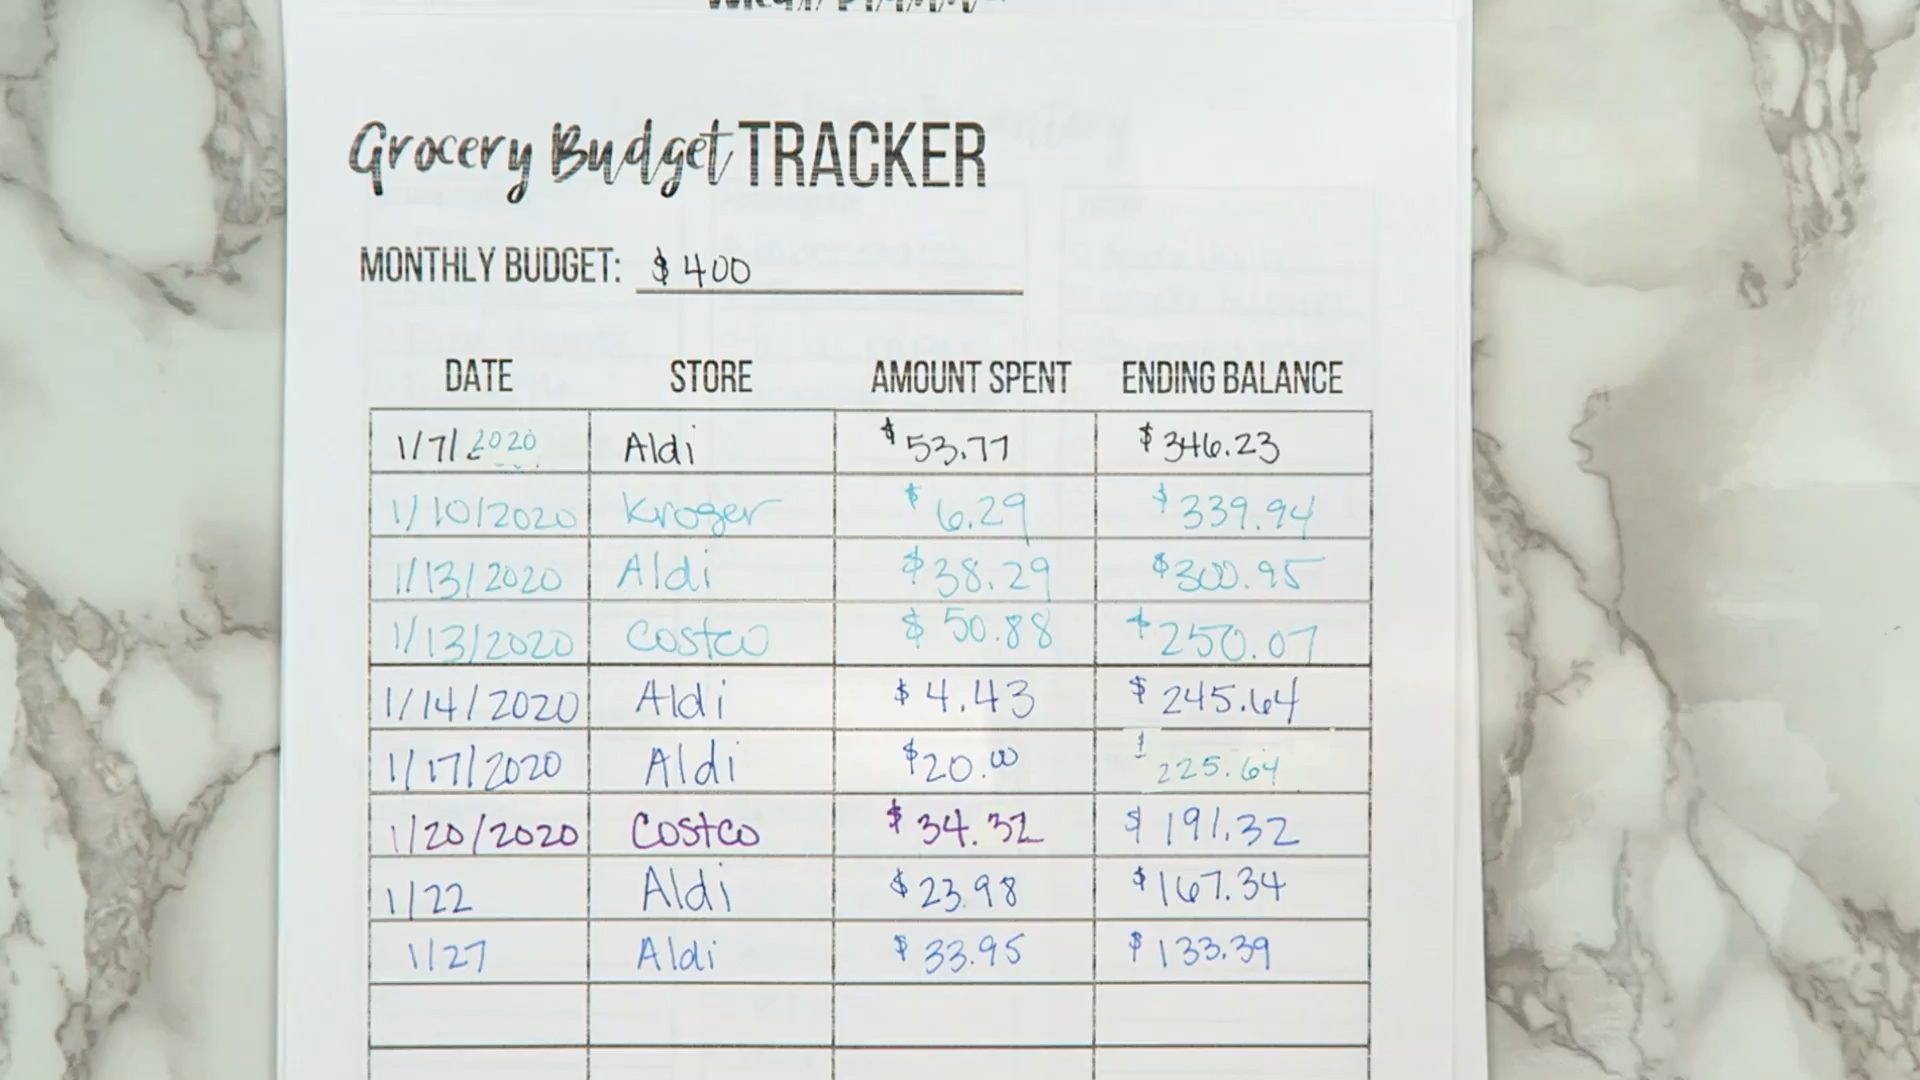 Grocery Budget TRACKER
MONTHLY BUDGET: $400
DATE STORE AMOUNT SPENT ENDING BALANCE
1/7/2020 Aldi $53.77 $346.23
1/10/2020 Kroger $6.29 $339.94
1/13/2020 Aldi $38.29 $300.95
1/13/2020 Costco $50.88 $250.07
1/14/2020 Aldi $4.43 $245.64
1/17/2020 Aldi $20.00 $225.64
1/20/2020 Costco $34.32 $191.32
1/22 Aldi $23.98 $167.34
1/27 Aldi $33.95 $133.39